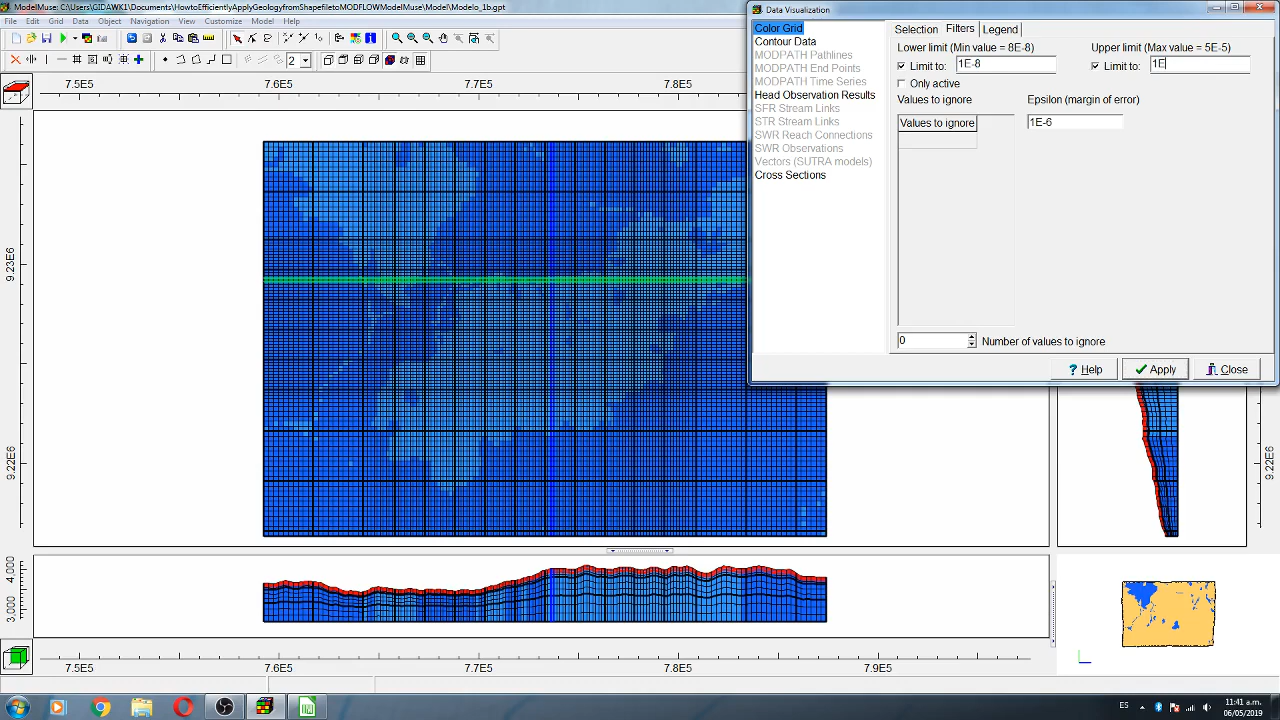 ModelMuse: C:\Users\GIDAWK1\Documents\HowtoEfficientlyApplyGeologyfromShapefiletoMODFLOWModelMuse\Model\Modelo_1b.gpt
File Edit Grid Data Object Navigation View Customize Model Help
2
7.5E5 7.6E5 7.7E5 7.8E5
9.23E6
9.22E6
4,000
3,000
7.5E5 7.6E5 7.7E5 7.8E5 7.9E5
9.22E6
Data Visualization
Color Grid
Contour Data
MODPATH Pathlines
MODPATH End Points
MODPATH Time Series
Head Observation Results
SFR Stream Links
STR Stream Links
SWR Reach Connections
SWR Observations
Vectors (SUTRA models)
Cross Sections
Selection Filters Legend
Lower limit (Min value = 8E-8) Upper limit (Max value = 5E-5)
Limit to: 1E-8 Limit to: 1E
Only active
Values to ignore Epsilon (margin of error)
Values to ignore 1E-6
0 Number of values to ignore
? Help Apply Close
ES 11:41 a.m.
06/05/2019